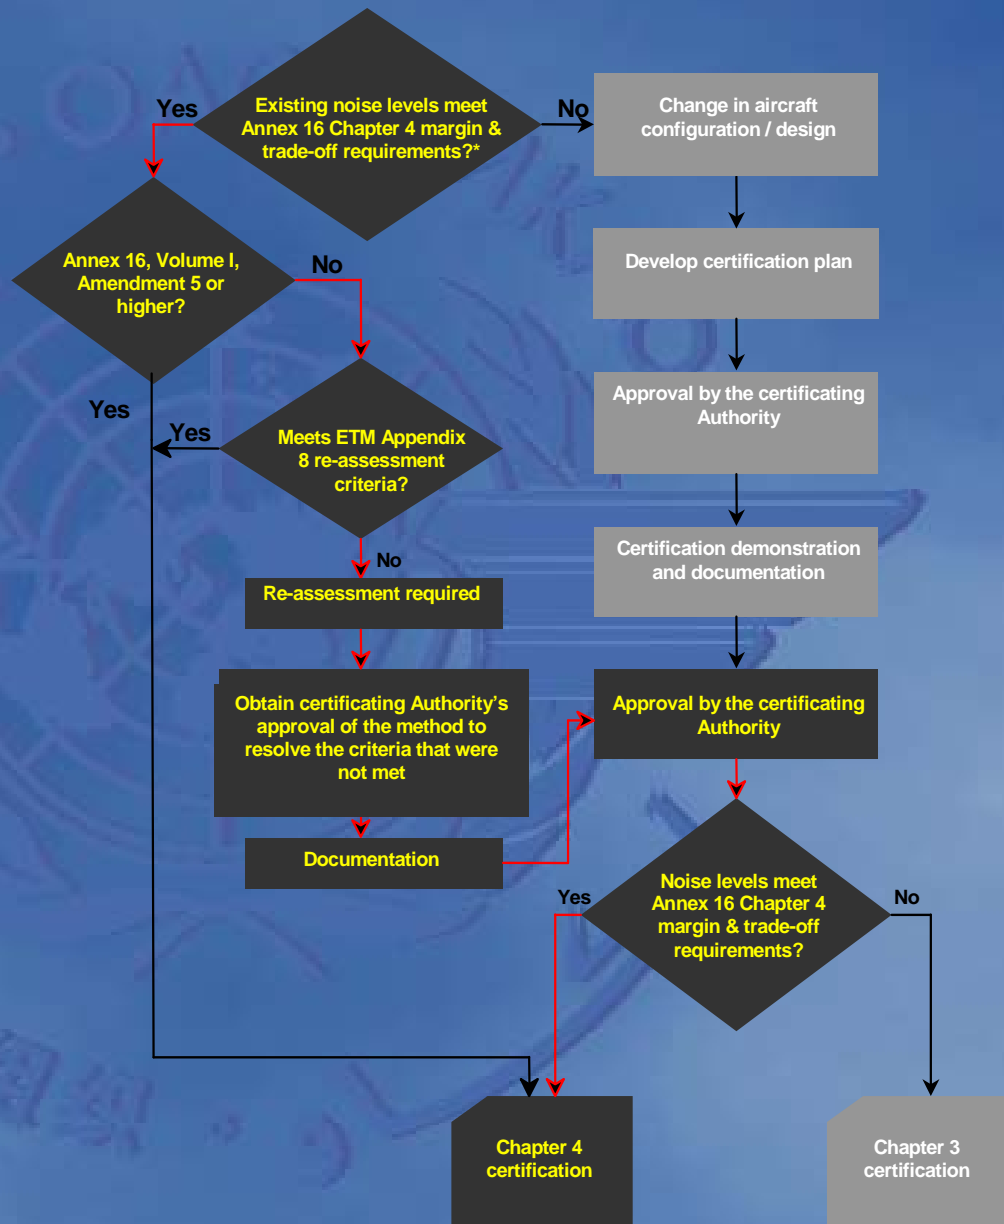 Existing noise levels meet
Annex 16 Chapter 4 margin &
trade-off requirements?*
Yes
No
Change in aircraft
configuration / design
Annex 16, Volume I,
Amendment 5 or
higher?
No
Yes
Develop certification plan
Approval by the certificating
Authority
Meets ETM Appendix
8 re-assessment
criteria?
Yes
No
Certification demonstration
and documentation
Re-assessment required
Obtain certificating Authority’s
approval of the method to
resolve the criteria that were
not met
Approval by the certificating
Authority
Documentation
Noise levels meet
Annex 16 Chapter 4
margin & trade-off
requirements?
Yes
No
Chapter 4
certification
Chapter 3
certification